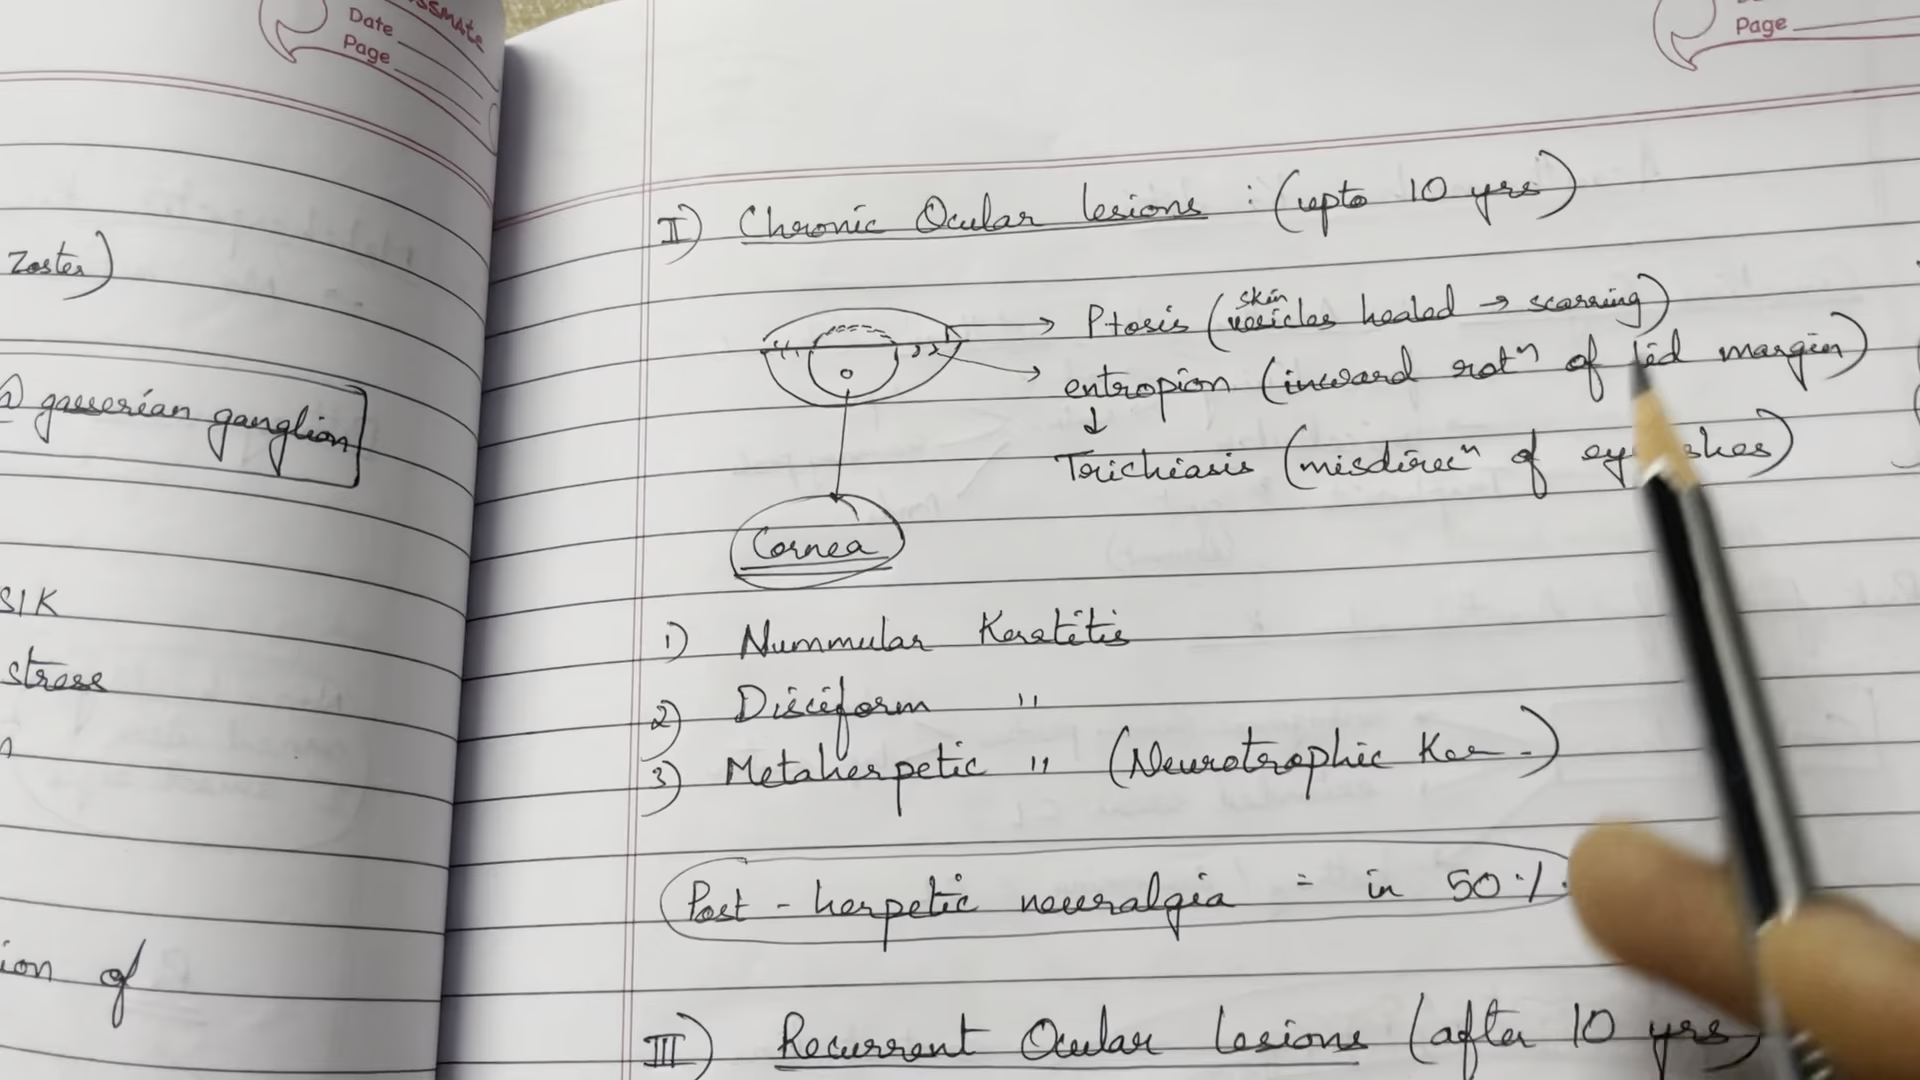 classmate
Date
Page
Zoster)
gasserian ganglion
SIK
stress
ion of
Page
II) Chronic Ocular lesions : (upto 10 yrs)
Ptosis (skin vesicles healed → scarring)
entropion (inward rotⁿ of lid margin)
↓
Trichiasis (misdirecⁿ of eyelashes)
Cornea
1) Nummular Keratitis
2) Disciform "
3) Metaherpetic " (Neurotrophic Ker -)
Post - herpetic neuralgia = in 50 %.
III) Recurrent Ocular lesions (after 10 yrs)